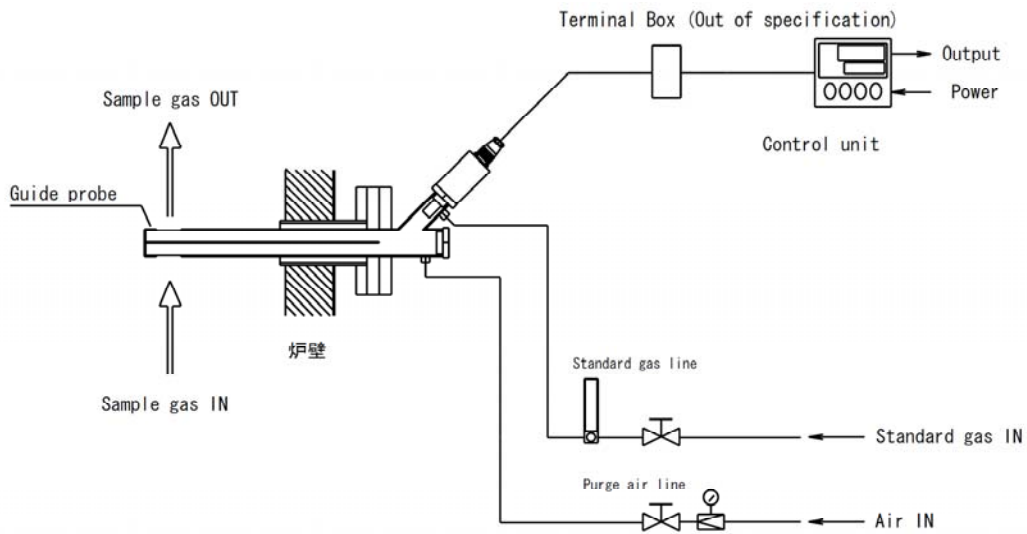 Terminal Box (Out of specification)
Output
Power
Control unit
Sample gas OUT
Guide probe
炉壁
Sample gas IN
Standard gas line
Standard gas IN
Purge air line
Air IN